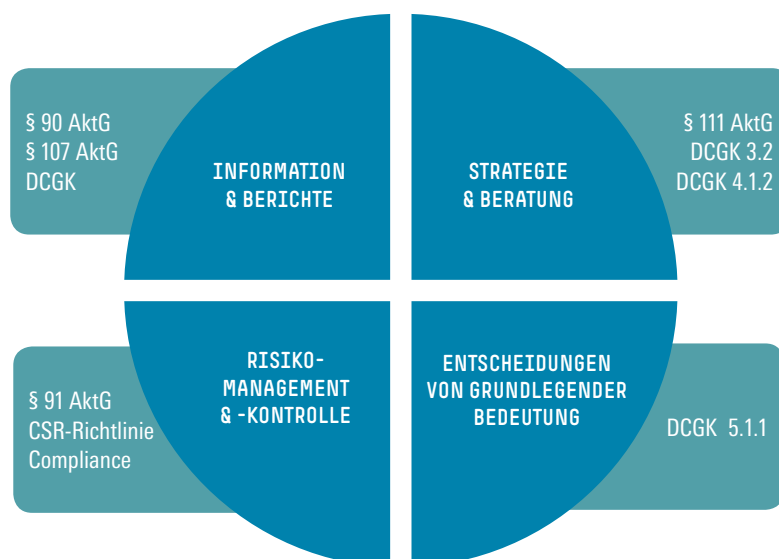 § 90 AktG
§ 107 AktG
DCGK
INFORMATION
& BERICHTE
STRATEGIE
& BERATUNG
§ 111 AktG
DCGK 3.2
DCGK 4.1.2
§ 91 AktG
CSR-Richtlinie
Compliance
RISIKO-
MANAGEMENT
& -KONTROLLE
ENTSCHEIDUNGEN
VON GRUNDLEGENDER
BEDEUTUNG
DCGK 5.1.1